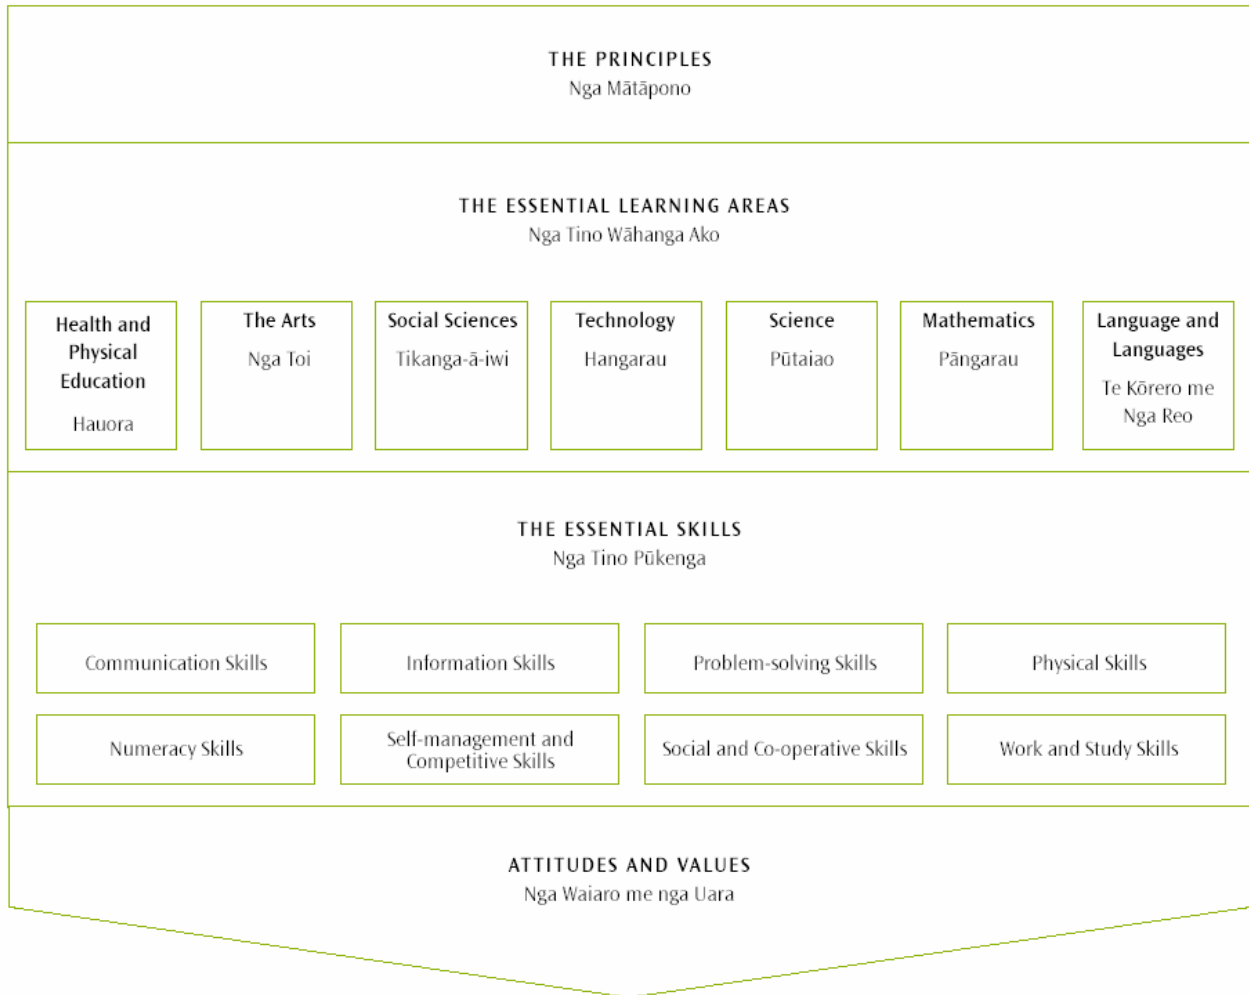 THE PRINCIPLES
Nga Mātāpono
THE ESSENTIAL LEARNING AREAS
Nga Tino Wāhanga Ako
Health and
Physical
Education
Hauora
The Arts
Nga Toi
Social Sciences
Tikanga-ā-iwi
Technology
Hangarau
Science
Pūtaiao
Mathematics
Pāngarau
Language and
Languages
Te Kōrero me
Nga Reo
THE ESSENTIAL SKILLS
Nga Tino Pūkenga
Communication Skills
Information Skills
Problem-solving Skills
Physical Skills
Numeracy Skills
Self-management and
Competitive Skills
Social and Co-operative Skills
Work and Study Skills
ATTITUDES AND VALUES
Nga Waiaro me nga Uara